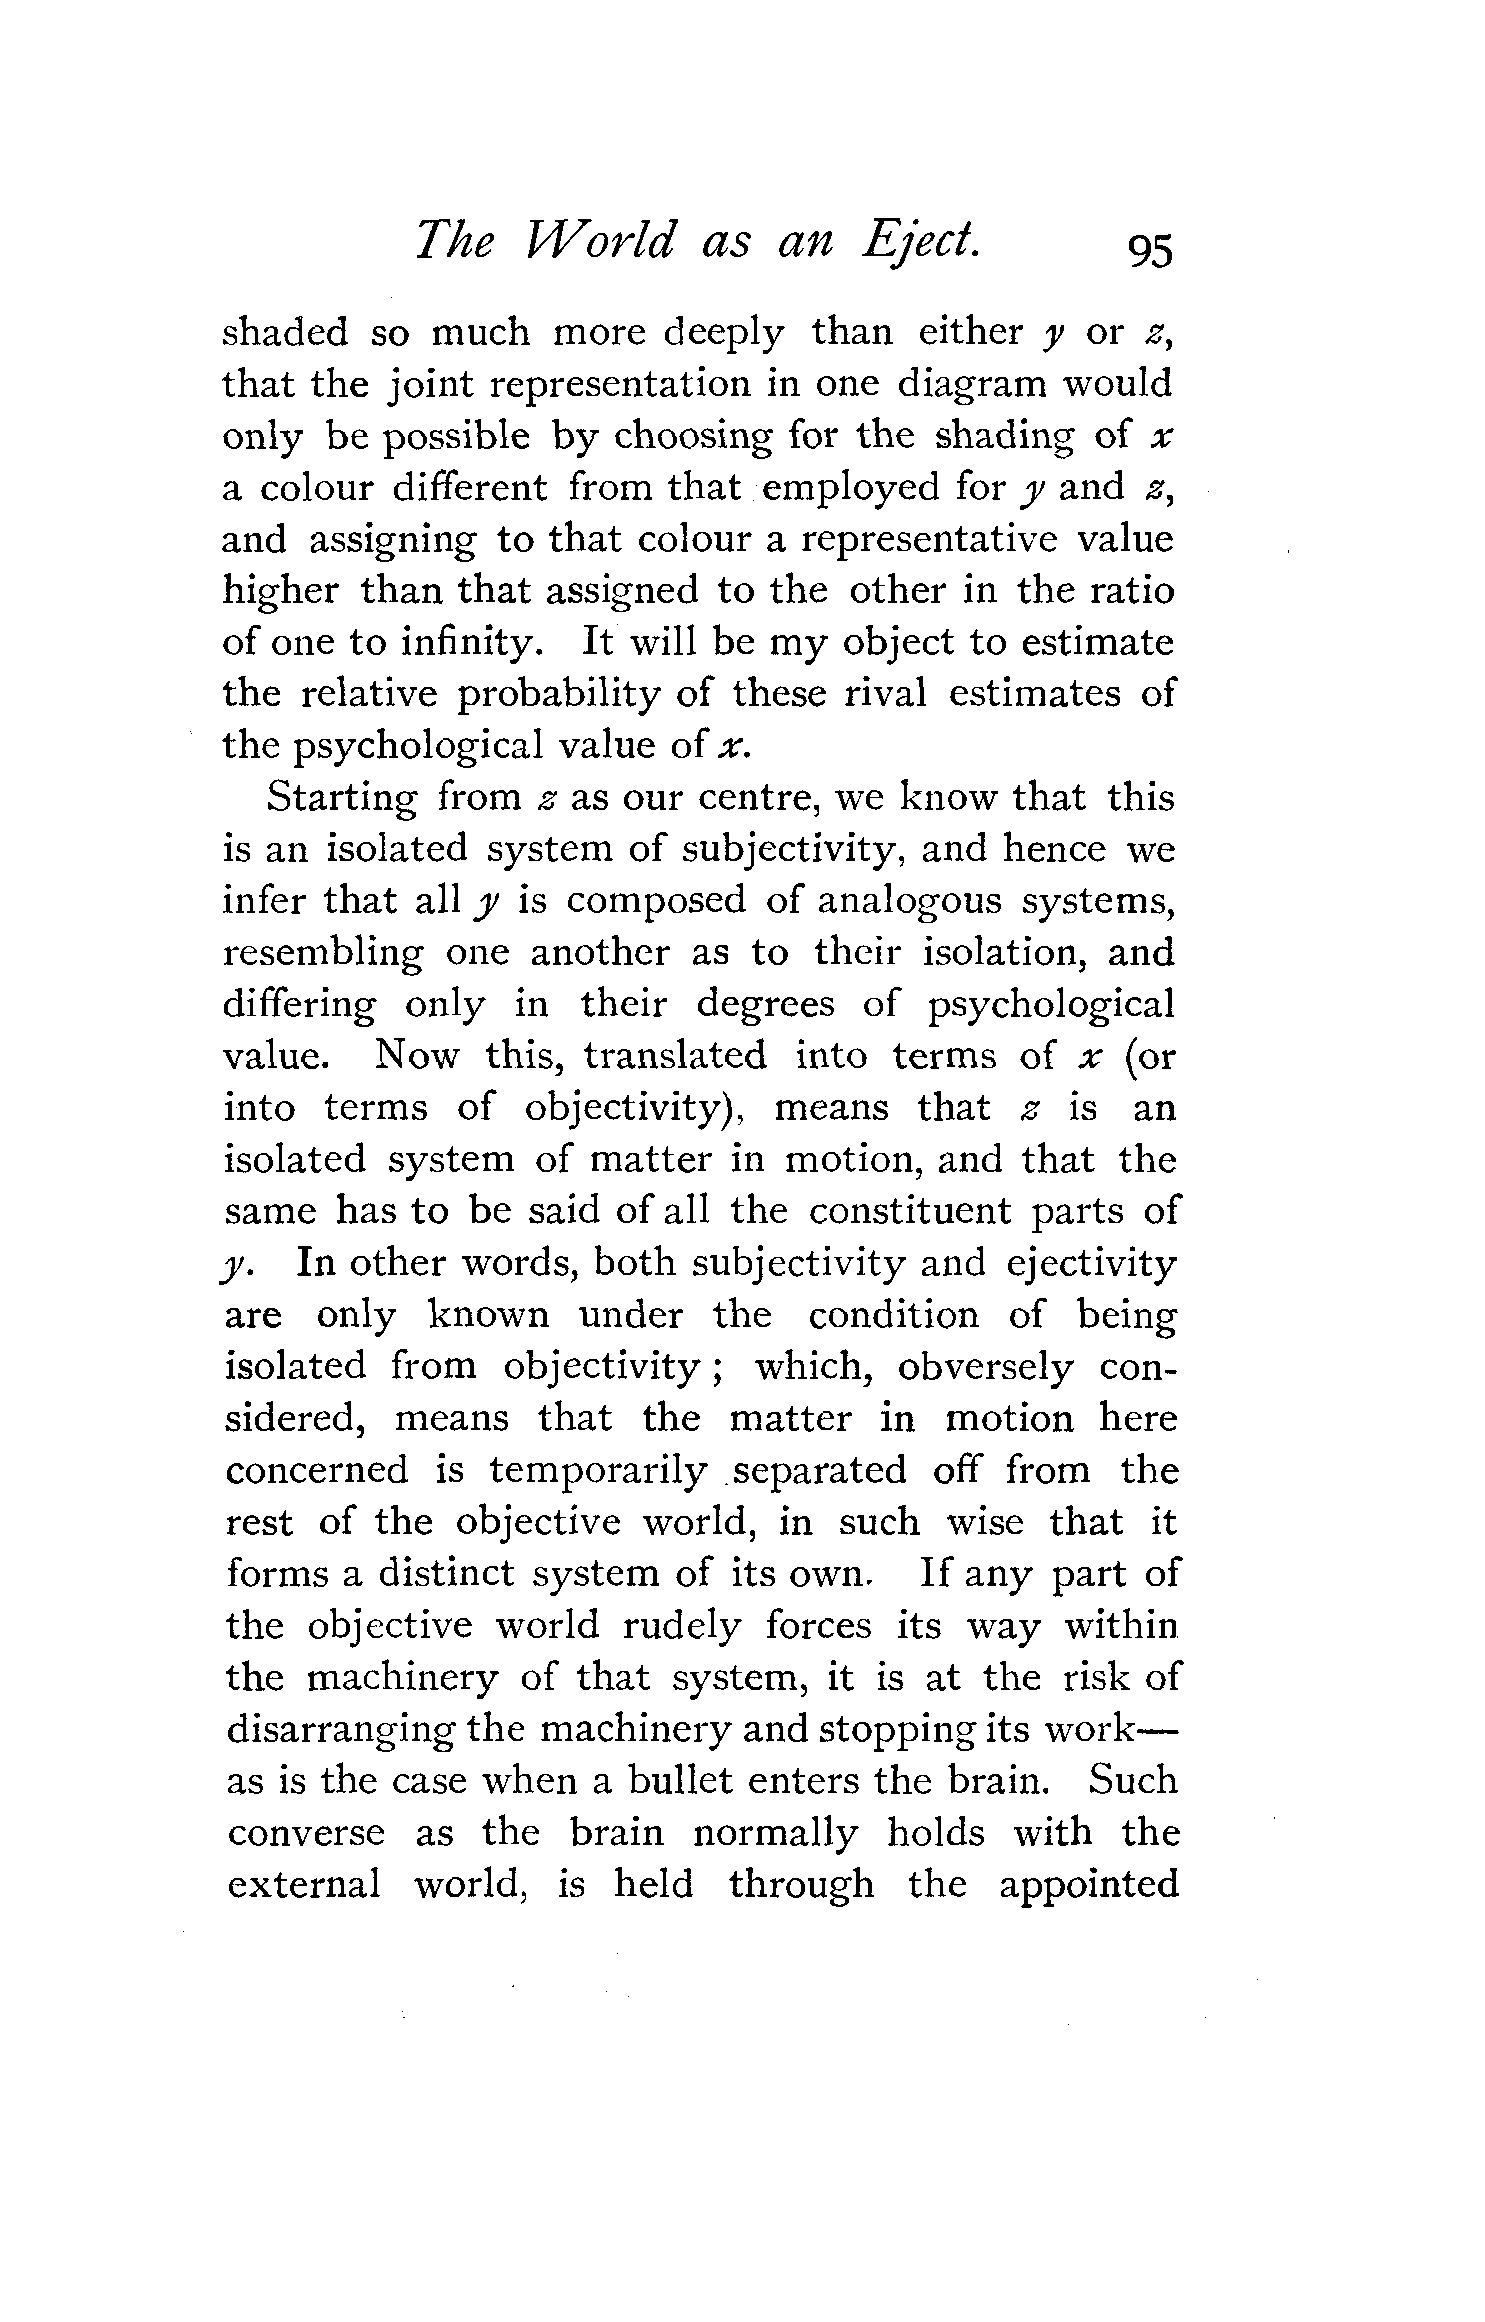 The World as an Eject. 95
shaded so much more deeply than either y or z,
that the joint representation in one diagram would
only be possible by choosing for the shading of x
a colour different from that employed for y and z,
and assigning to that colour a representative value
higher than that assigned to the other in the ratio
of one to infinity. It will be my object to estimate
the relative probability of these rival estimates of
the psychological value of x.
Starting from z as our centre, we know that this
is an isolated system of subjectivity, and hence we
infer that all y is composed of analogous systems,
resembling one another as to their isolation, and
differing only in their degrees of psychological
value. Now this, translated into terms of x (or
into terms of objectivity), means that z is an
isolated system of matter in motion, and that the
same has to be said of all the constituent parts of
y. In other words, both subjectivity and ejectivity
are only known under the condition of being
isolated from objectivity ; which, obversely con-
sidered, means that the matter in motion here
concerned is temporarily separated off from the
rest of the objective world, in such wise that it
forms a distinct system of its own. If any part of
the objective world rudely forces its way within
the machinery of that system, it is at the risk of
disarranging the machinery and stopping its work—
as is the case when a bullet enters the brain. Such
converse as the brain normally holds with the
external world, is held through the appointed